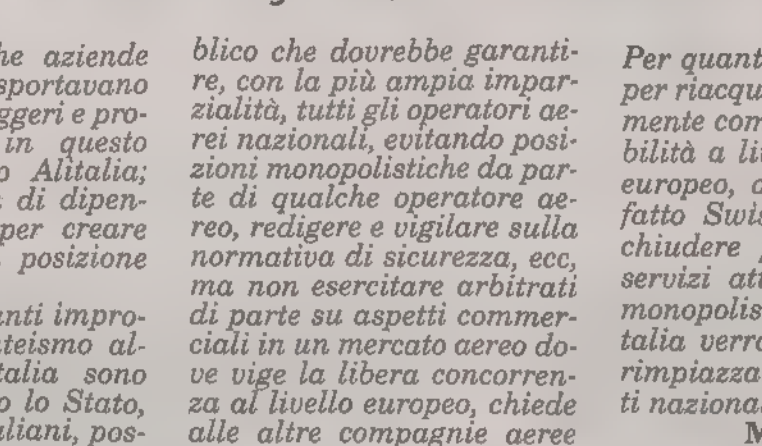 he aziende
sportavano
ggeri e pro-
in questo
o Alitalia;
di dipen-
per creare
posizione
nti impro-
teismo al-
talia sono
o lo Stato,
liani, pos-
blico che dovrebbe garanti-
re, con la più ampia impar-
zialità, tutti gli operatori ae-
rei nazionali, evitando posi-
zioni monopolistiche da par-
te di qualche operatore ae-
reo, redigere e vigilare sulla
normativa di sicurezza, ecc,
ma non esercitare arbitrati
di parte su aspetti commer-
ciali in un mercato aereo do-
ve vige la libera concorren-
za al livello europeo, chiede
alle altre compagnie aeree
Per quant
per riacqu
mente com
bilità a li
europeo,
fatto Swis
chiudere
servizi att
monopolis
talia verr
rimpiazza
ti naziona
M